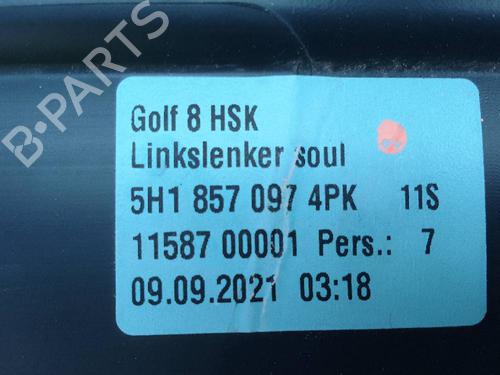 B-PARTS
Golf 8 HSK
Linkslenker soul
5H1 857 097 4PK 11S
11587 00001 Pers.: 7
09.09.2021 03:18